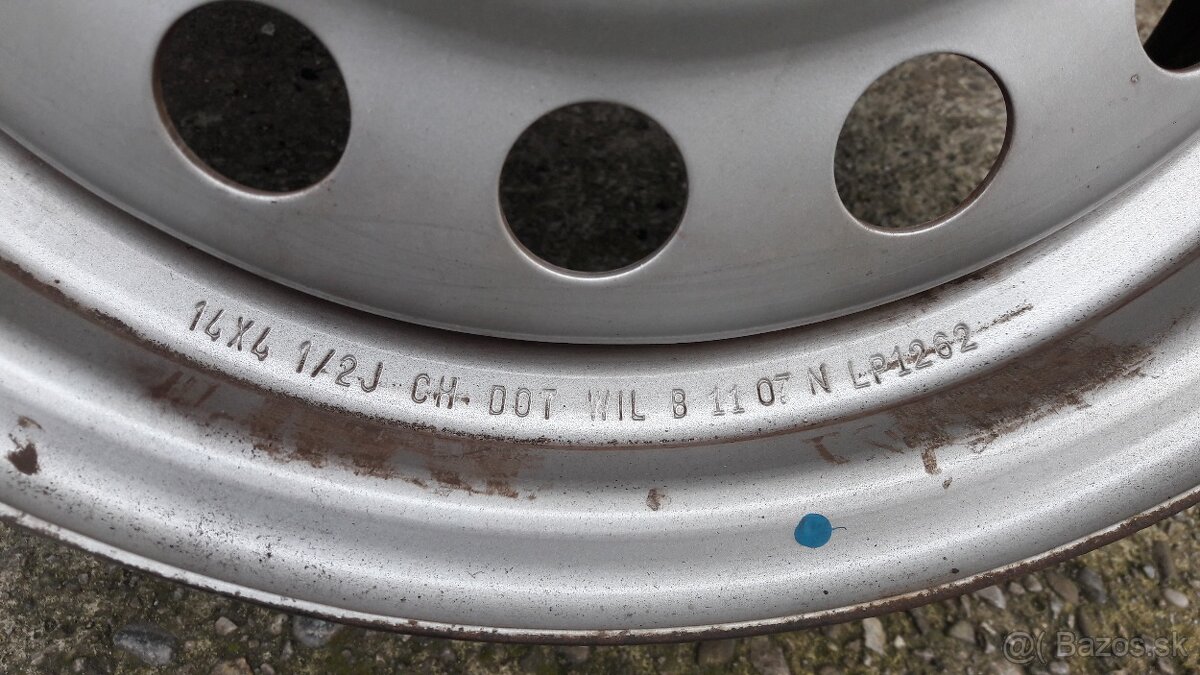 14X4 1/2J CH DOT WIL B 11 07 N LP1262
@( Bazos.sk